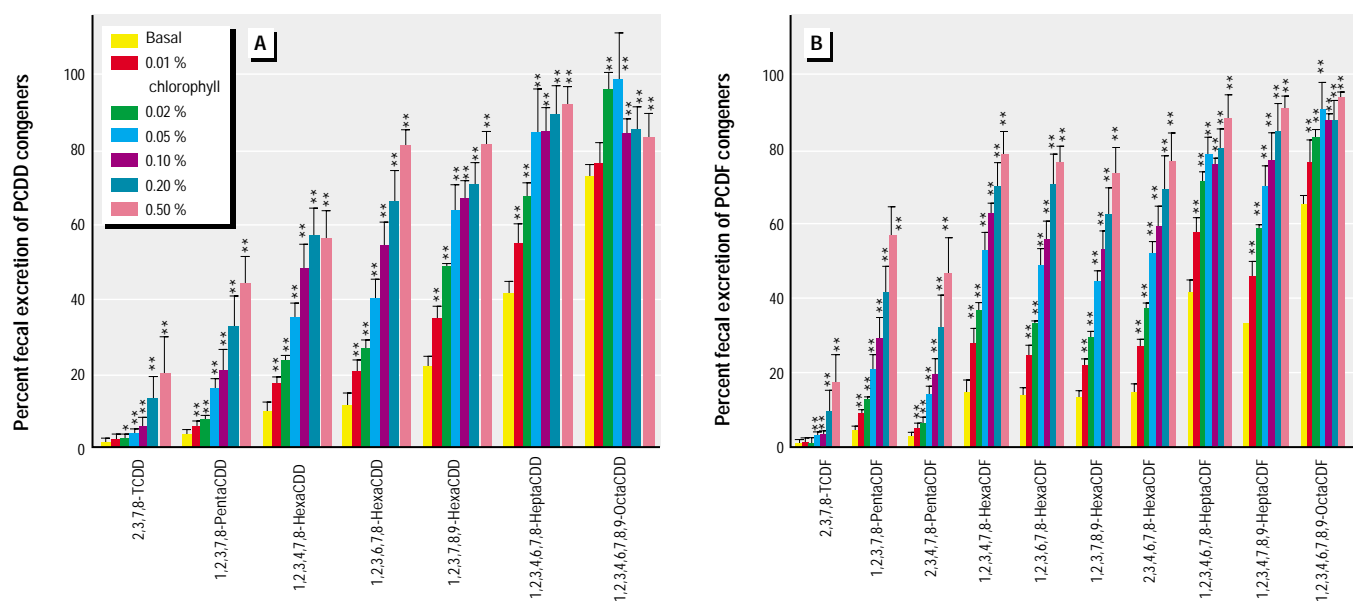 A
Basal
0.01 %
chlorophyll
0.02 %
0.05 %
0.10 %
0.20 %
0.50 %
Percent fecal excretion of PCDD congeners
100
80
60
40
20
0
2,3,7,8-TCDD
1,2,3,7,8-PentaCDD
1,2,3,4,7,8-HexaCDD
1,2,3,6,7,8-HexaCDD
1,2,3,7,8,9-HexaCDD
1,2,3,4,6,7,8-HeptaCDD
1,2,3,4,6,7,8,9-OctaCDD
B
Percent fecal excretion of PCDF congeners
100
80
60
40
20
0
2,3,7,8-TCDF
1,2,3,7,8-PentaCDF
2,3,4,7,8-PentaCDF
1,2,3,4,7,8-HexaCDF
1,2,3,6,7,8-HexaCDF
1,2,3,7,8,9-HexaCDF
2,3,4,6,7,8-HexaCDF
1,2,3,4,6,7,8-HeptaCDF
1,2,3,4,7,8,9-HeptaCDF
1,2,3,4,6,7,8,9-OctaCDF